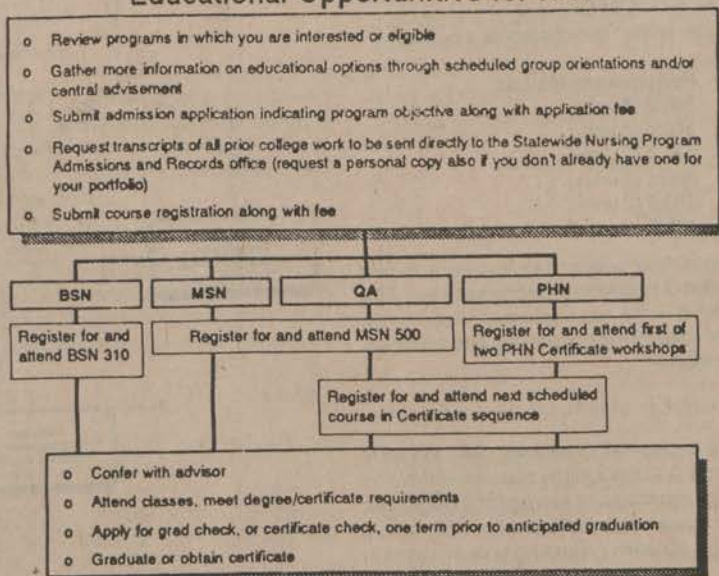 Educational Opportunities for
o Review programs in which you are interested or eligible
o Gather more information on educational options through scheduled group orientations and/or
central advisement
o Submit admission application indicating program objective along with application fee
o Request transcripts of all prior college work to be sent directly to the Statewide Nursing Program
Admissions and Records office (request a personal copy also if you don't already have one for
your portfolio)
o Submit course registration along with fee
BSN MSN QA PHN
Register for and
attend BSN 310
Register for and attend MSN 500
Register for and attend first of
two PHN Certificate workshops
Register for and attend next scheduled
course in Certificate sequence
o Confer with advisor
o Attend classes, meet degree/certificate requirements
o Apply for grad check, or certificate check, one term prior to anticipated graduation
o Graduate or obtain certificate